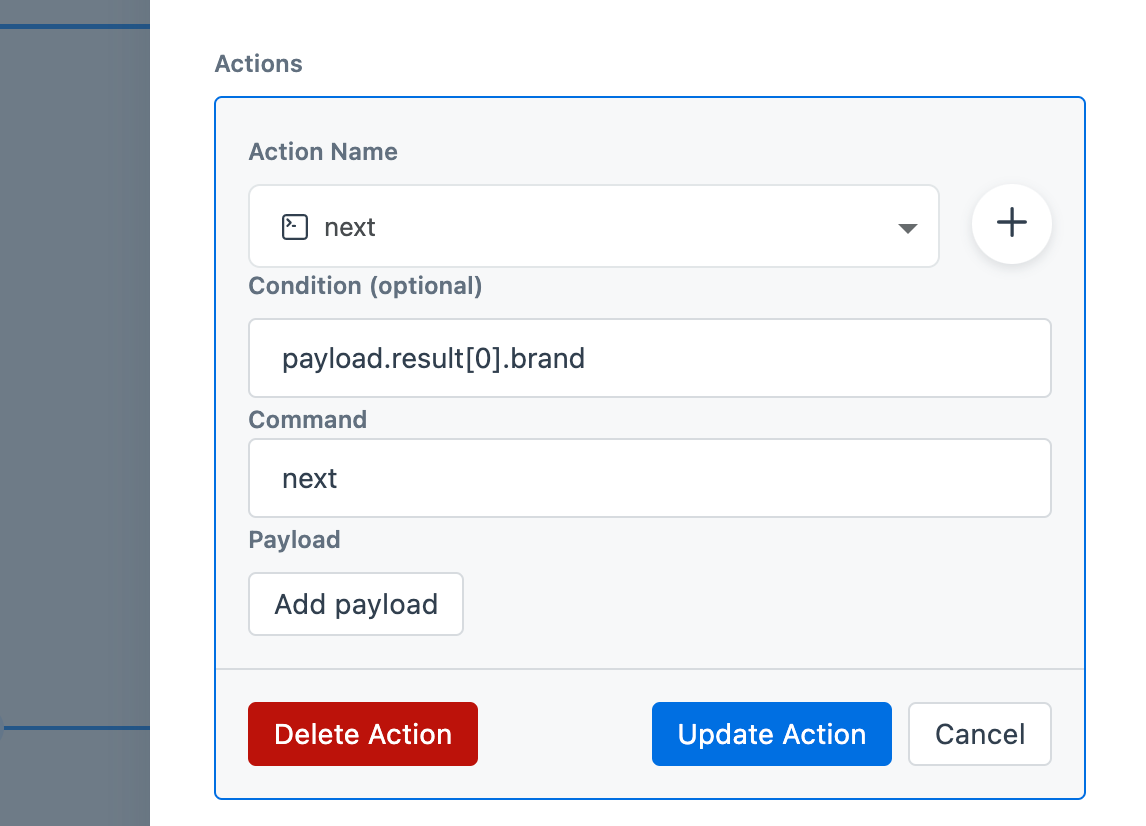 Actions
Action Name
next
Condition (optional)
payload.result[0].brand
Command
next
Payload
Add payload
Delete Action
Update Action
Cancel